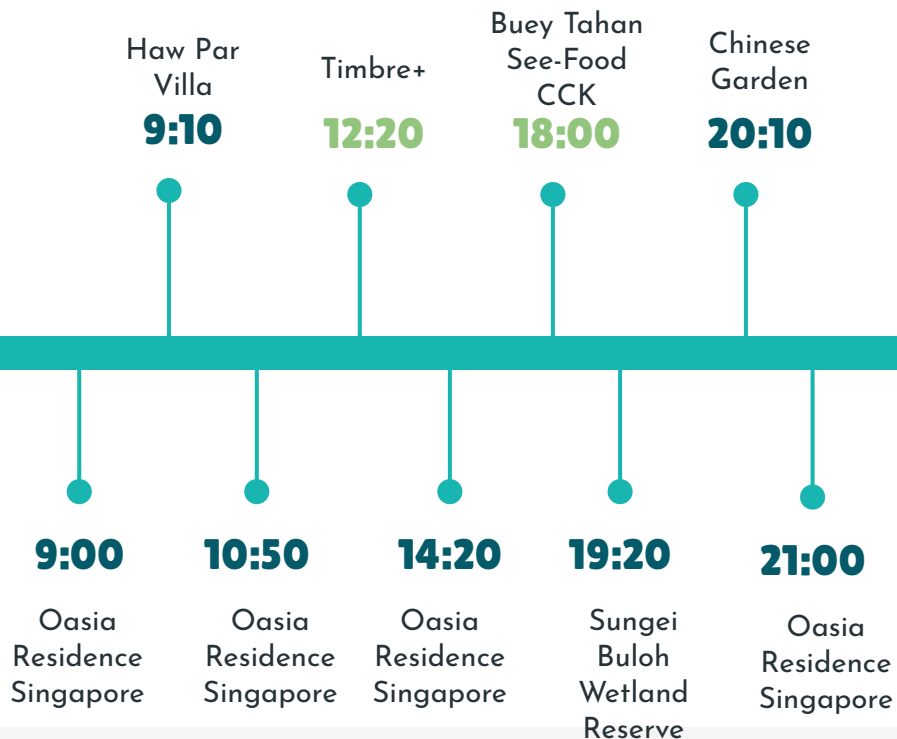 Haw Par
Villa
9:10
Timbre+
12:20
Buey Tahan
See-Food
CCK
18:00
Chinese
Garden
20:10
9:00
Oasia
Residence
Singapore
10:50
Oasia
Residence
Singapore
14:20
Oasia
Residence
Singapore
19:20
Sungei
Buloh
Wetland
Reserve
21:00
Oasia
Residence
Singapore